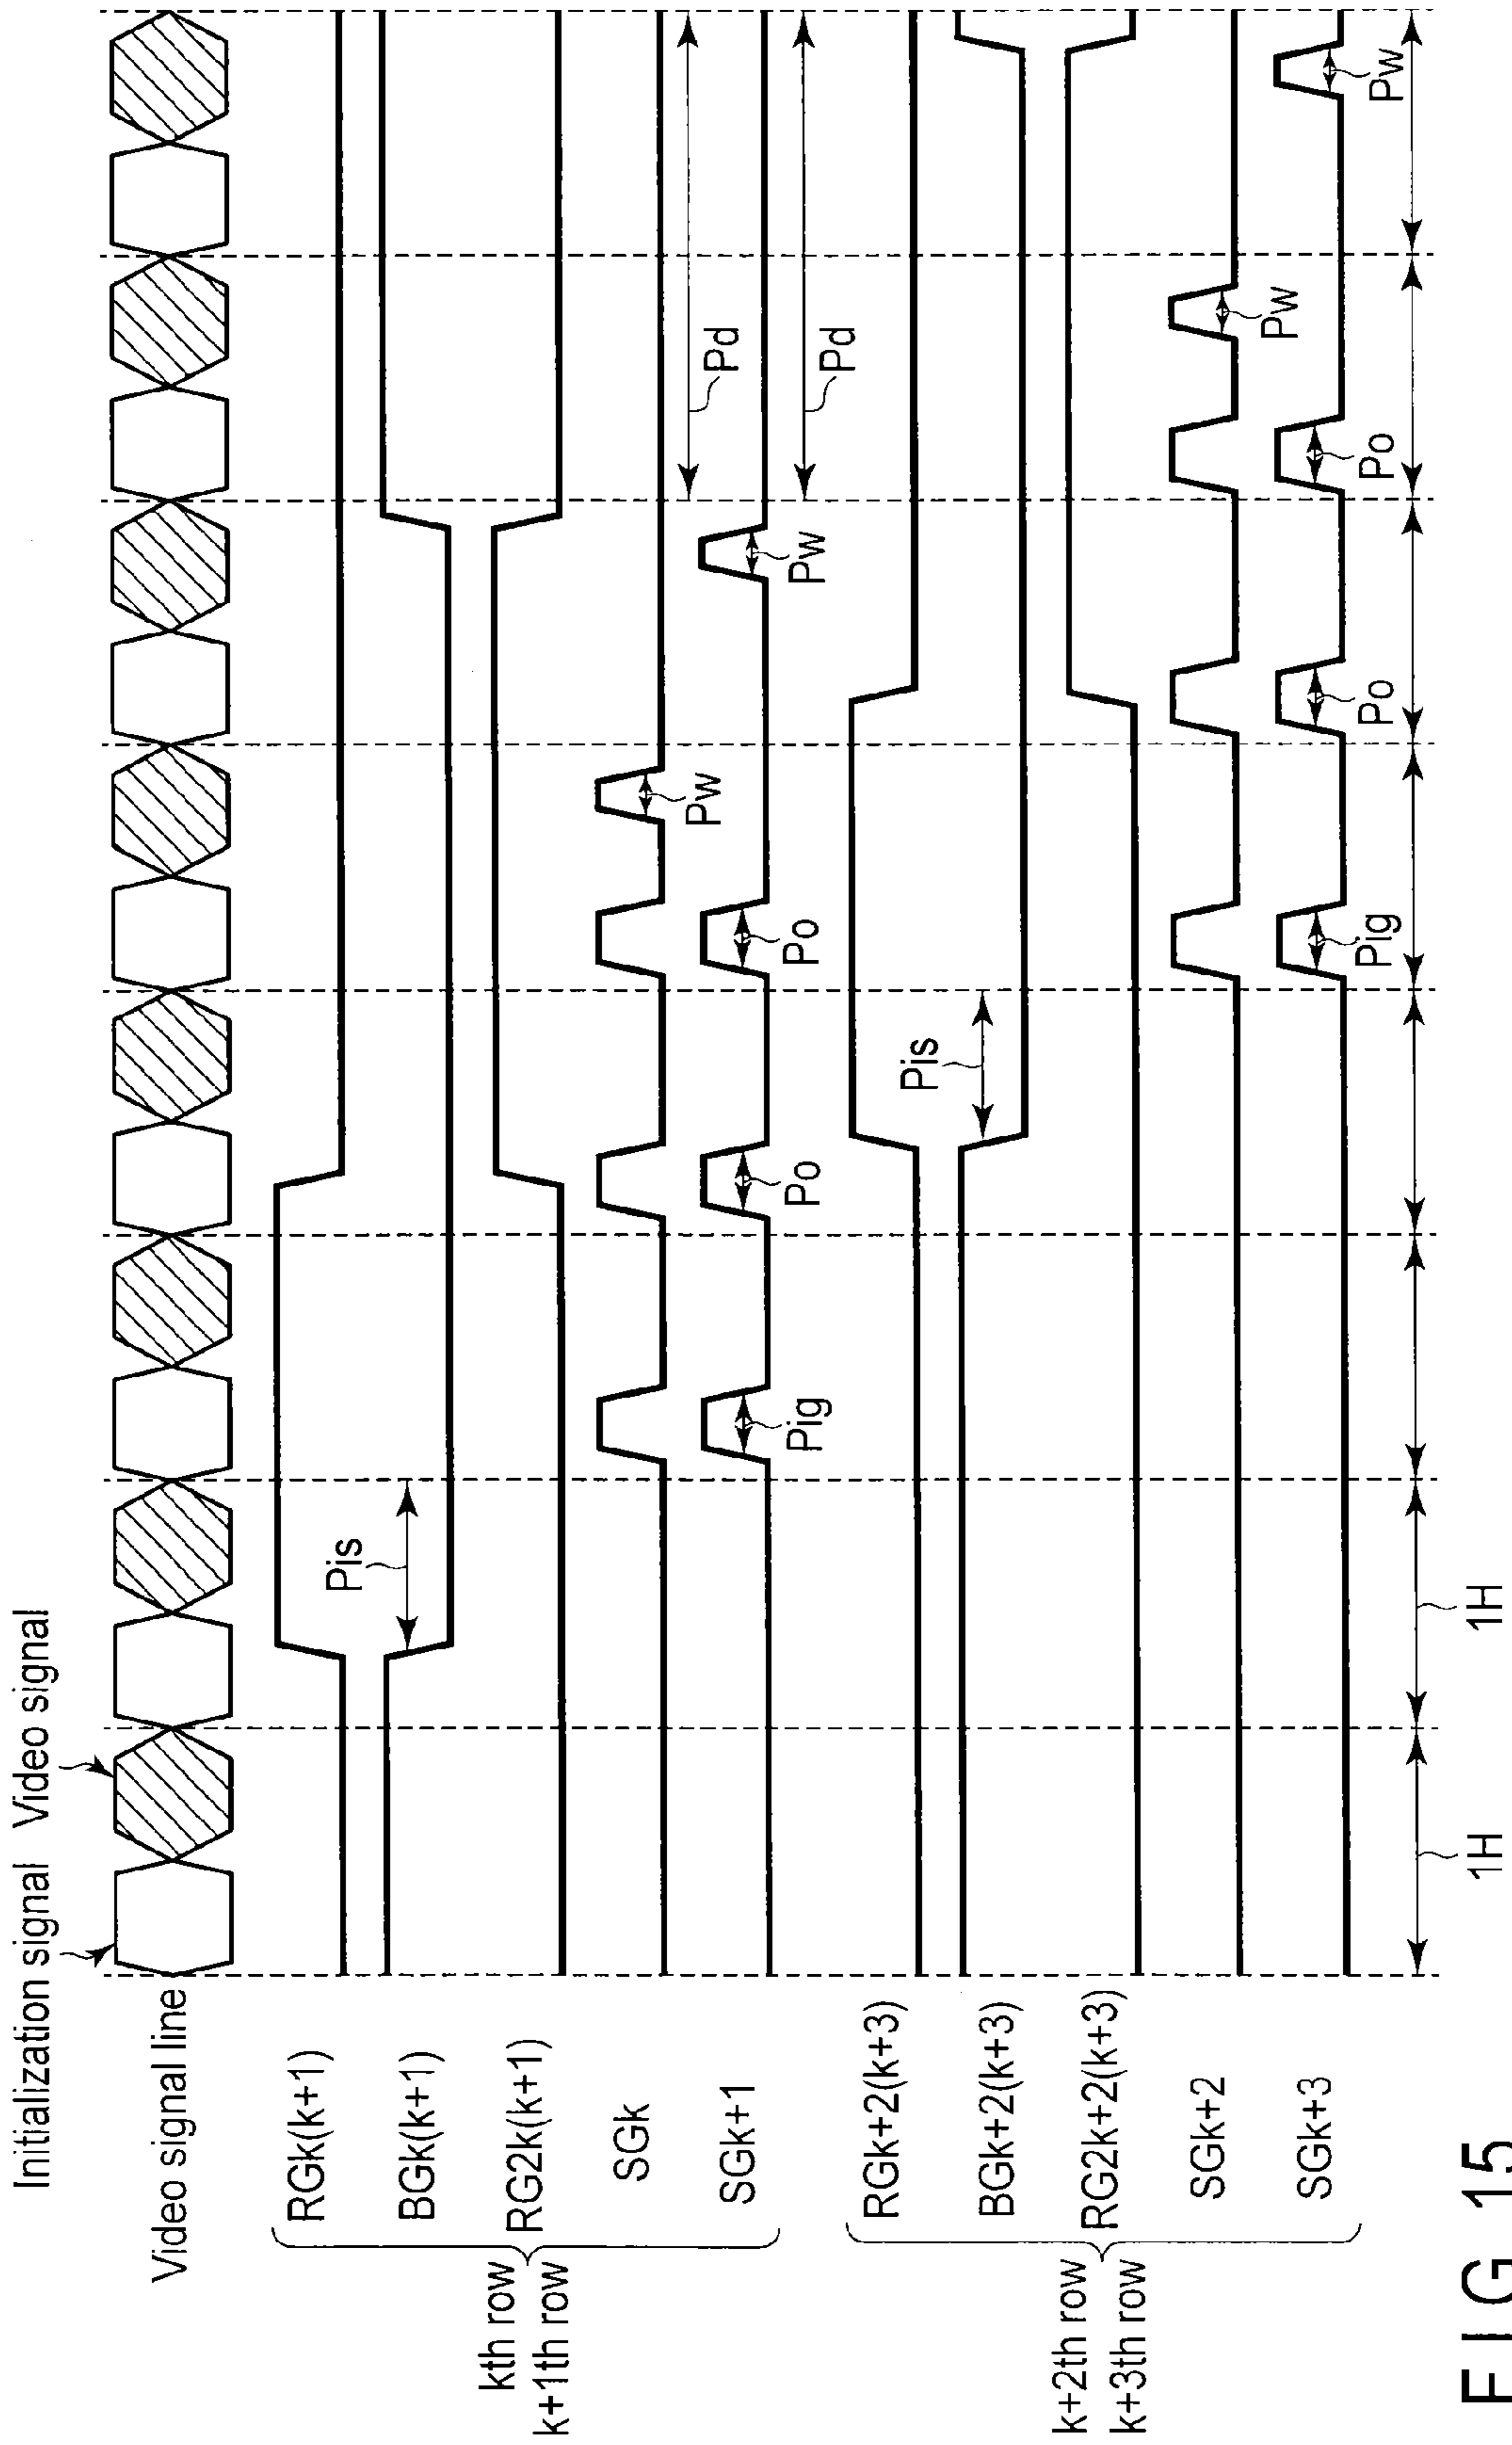 Initialization signal Video signal
Video signal line
kth row
k+1th row
RGk(k+1)
Pis
BGk(k+1)
RG2k(k+1)
SGk
Pw
Pd
SGk+1
Pig
Po
Po
Pw
Pd
k+2th row
k+3th row
RGk+2(k+3)
Pis
BGk+2(k+3)
RG2k+2(k+3)
SGk+2
Pw
SGk+3
Pig
Po
Po
Pw
1H
1H
FIG. 15